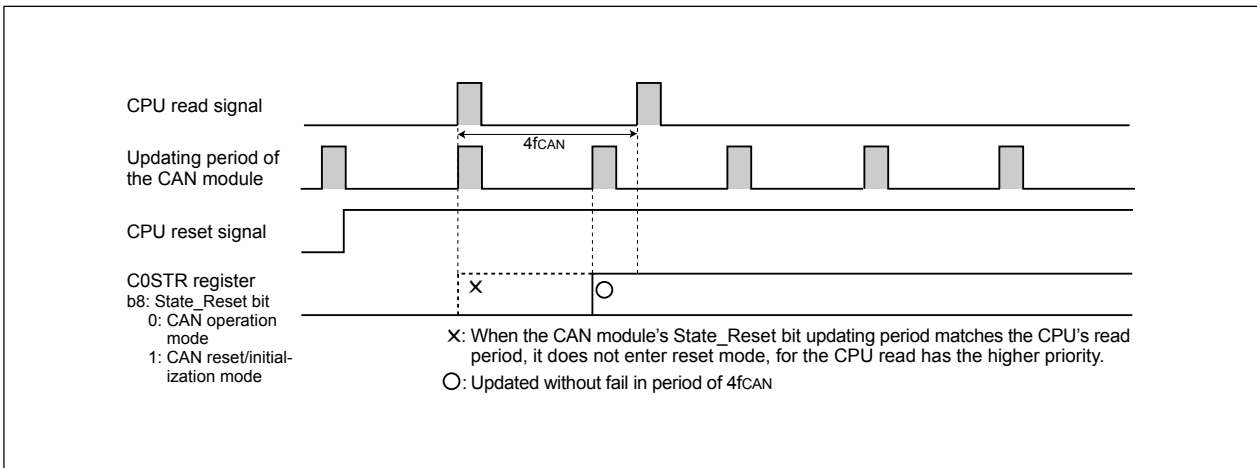 CPU read signal
4fCAN
Updating period of
the CAN module
CPU reset signal
C0STR register
b8: State_Reset bit
0: CAN operation
mode
1: CAN reset/initial-
ization mode
×: When the CAN module's State_Reset bit updating period matches the CPU's read
period, it does not enter reset mode, for the CPU read has the higher priority.
○: Updated without fail in period of 4fCAN